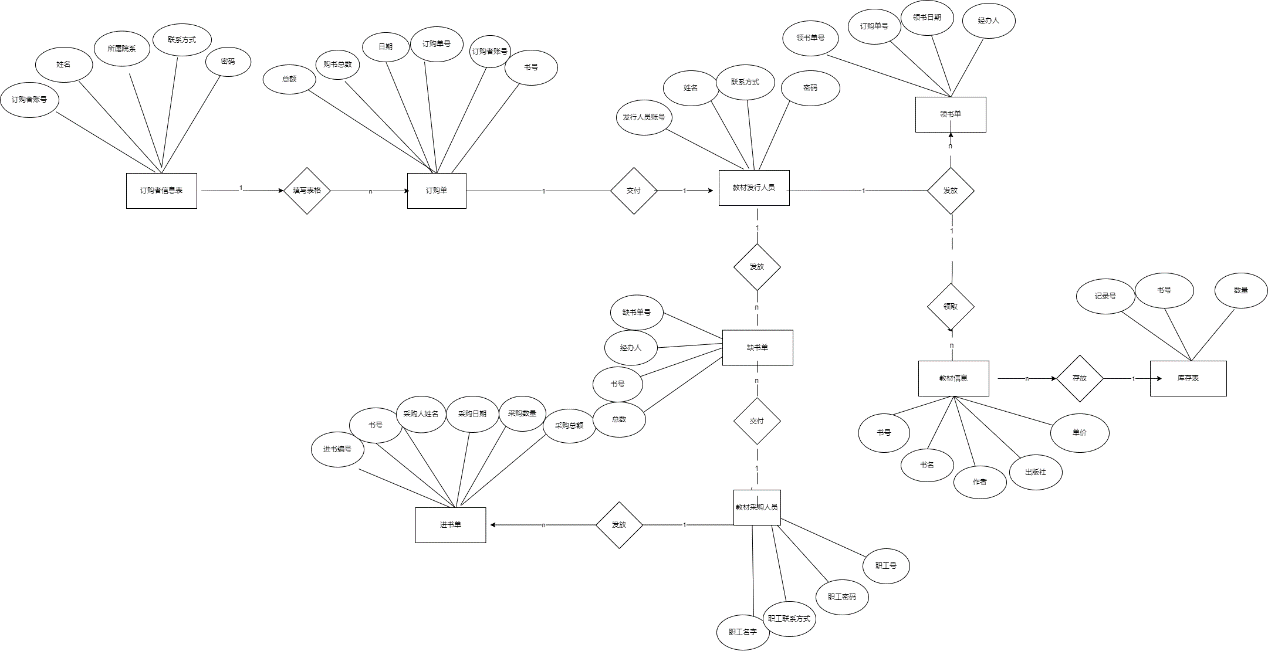 订购者账号
姓名
所属院系
联系方式
密码
订购者信息表
1
填写表格
n
总额
购书总数
日期
订购单号
订购者账号
书号
订购单
1
交付
1
发行人员账号
姓名
联系方式
密码
教材发行人员
1
发放
领书单号
订购单号
领书日期
经办人
领书单
n
1
领取
n
教材信息
书号
书名
作者
出版社
单价
n
存放
1
库存表
记录号
书号
数量
1
发放
n
缺书单
缺书单号
经办人
书号
总数
n
交付
1
教材采购人员
职工名字
职工联系方式
职工密码
职工号
1
发放
n
进书单
进书编号
书号
采购人姓名
采购日期
采购数量
采购总额